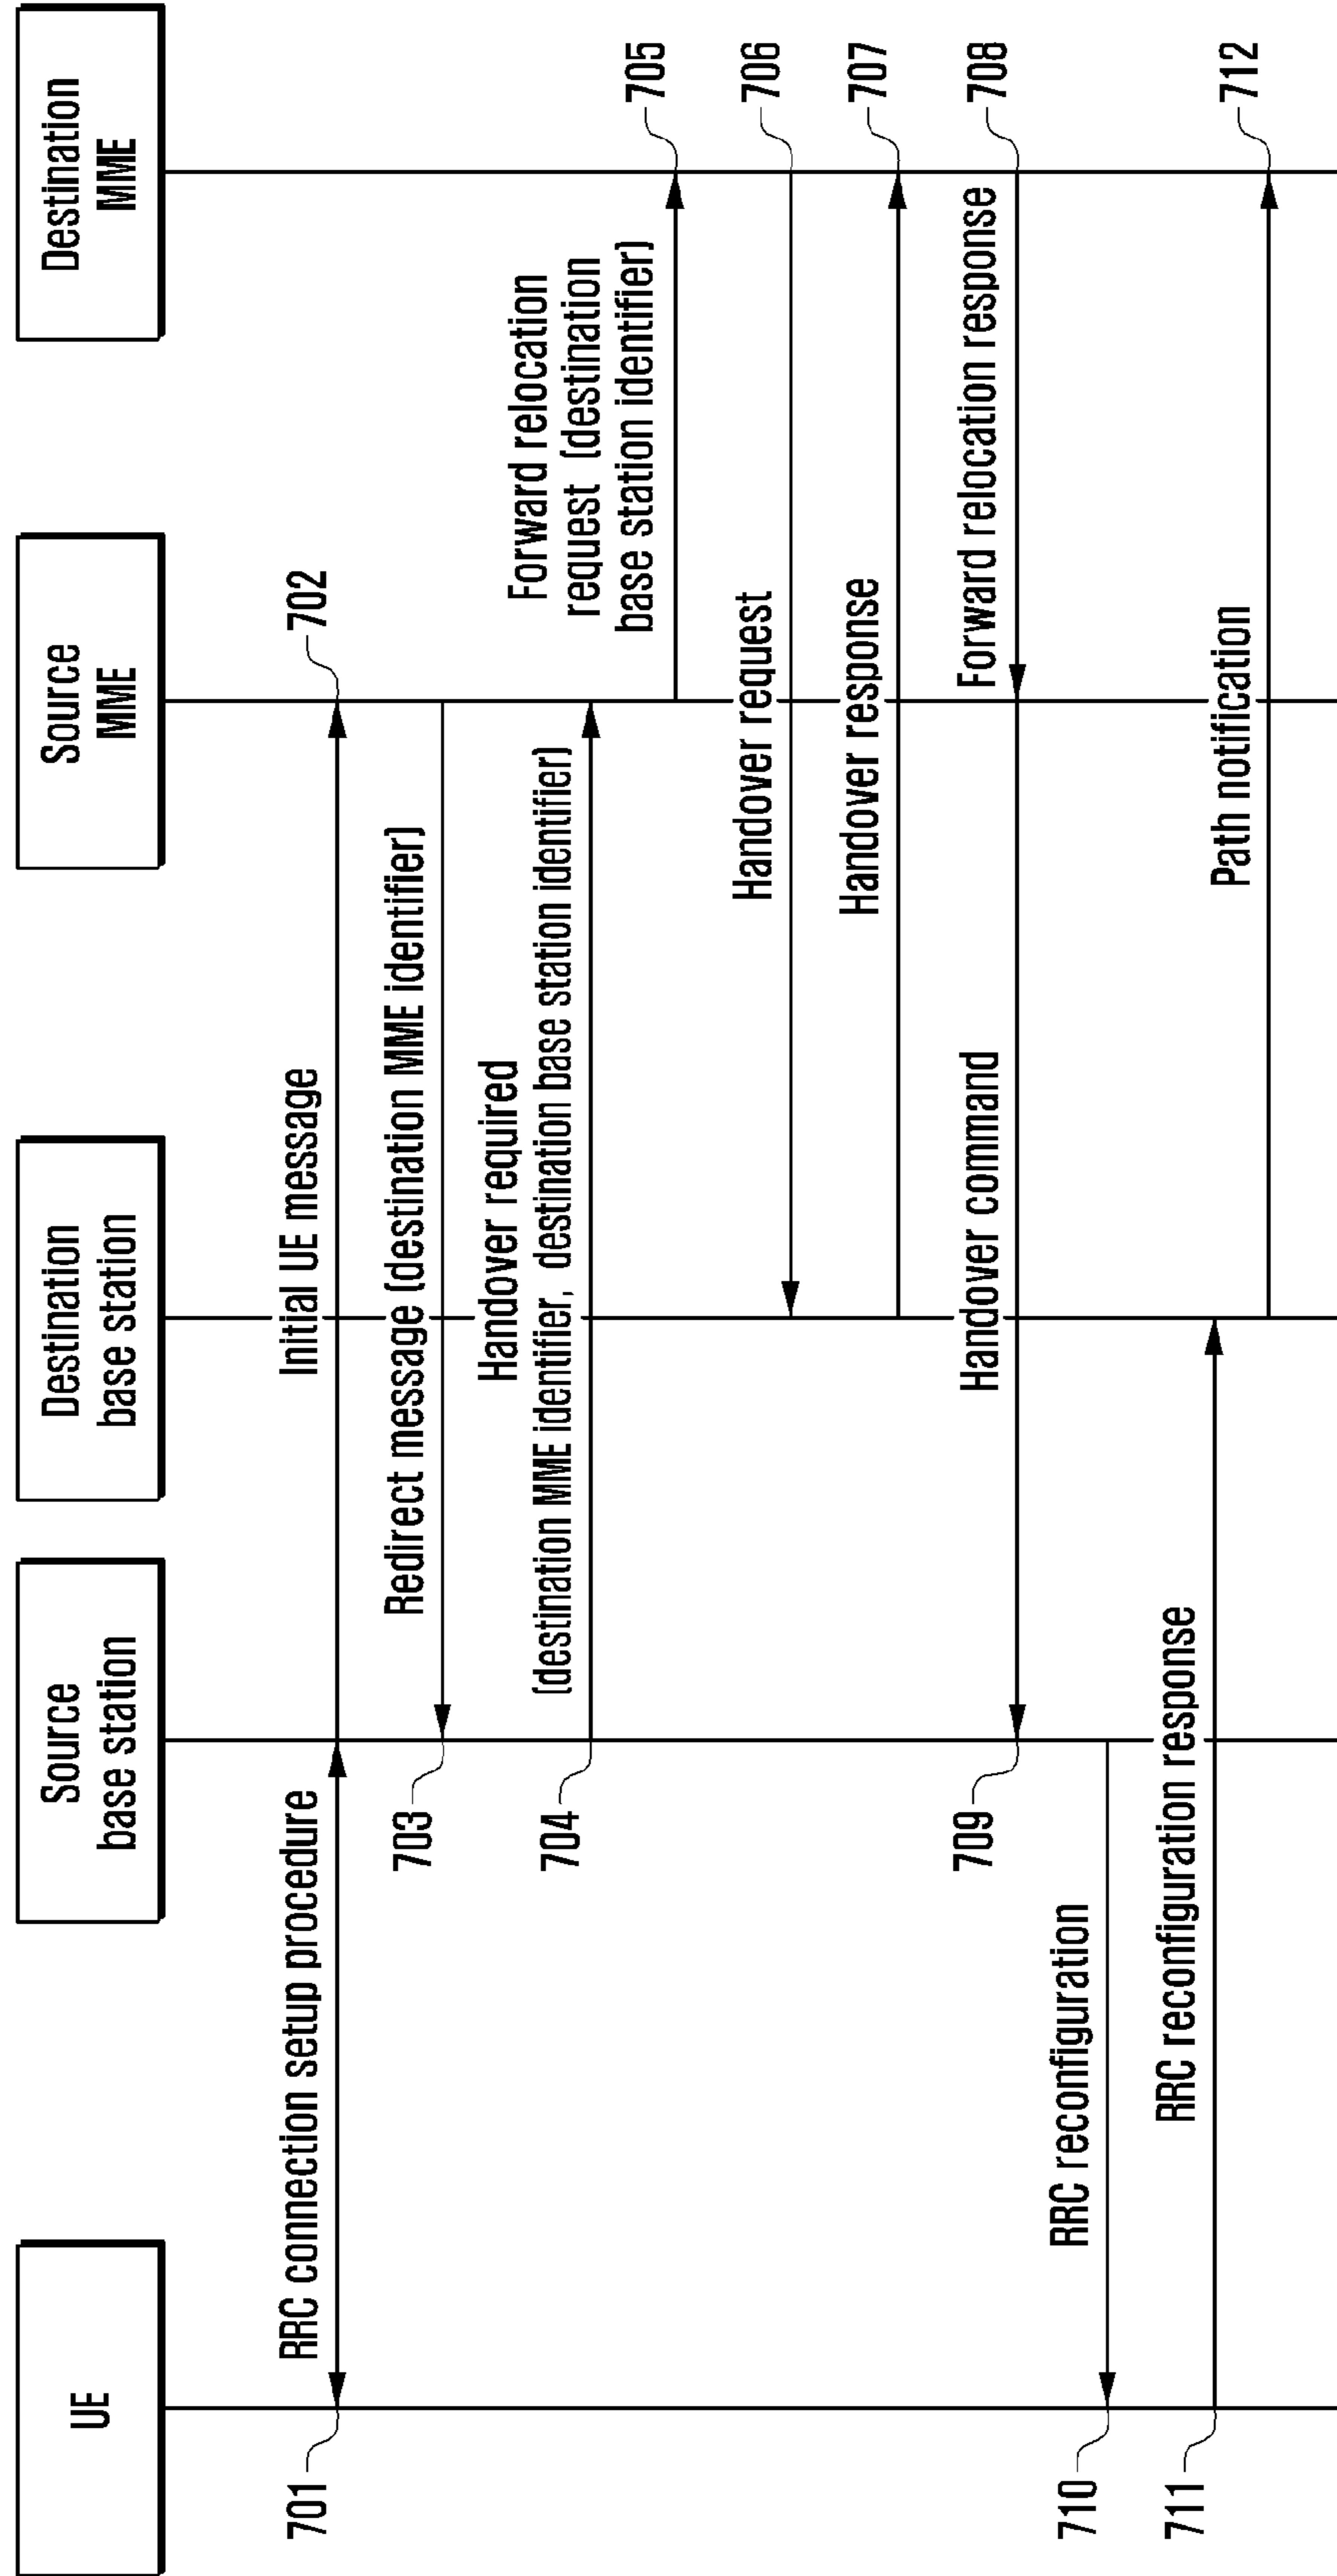 UE
Source
base station
Destination
base station
Source
MME
Destination
MME
701
RRC connection setup procedure
Initial UE message
702
703
Redirect message (destination MME identifier)
704
Handover required
(destination MME identifier, destination base station identifier)
Forward relocation
request (destination
base station identifier)
705
Handover request
706
Handover response
707
709
Handover command
Forward relocation response
708
710
RRC reconfiguration
711
RRC reconfiguration response
Path notification
712